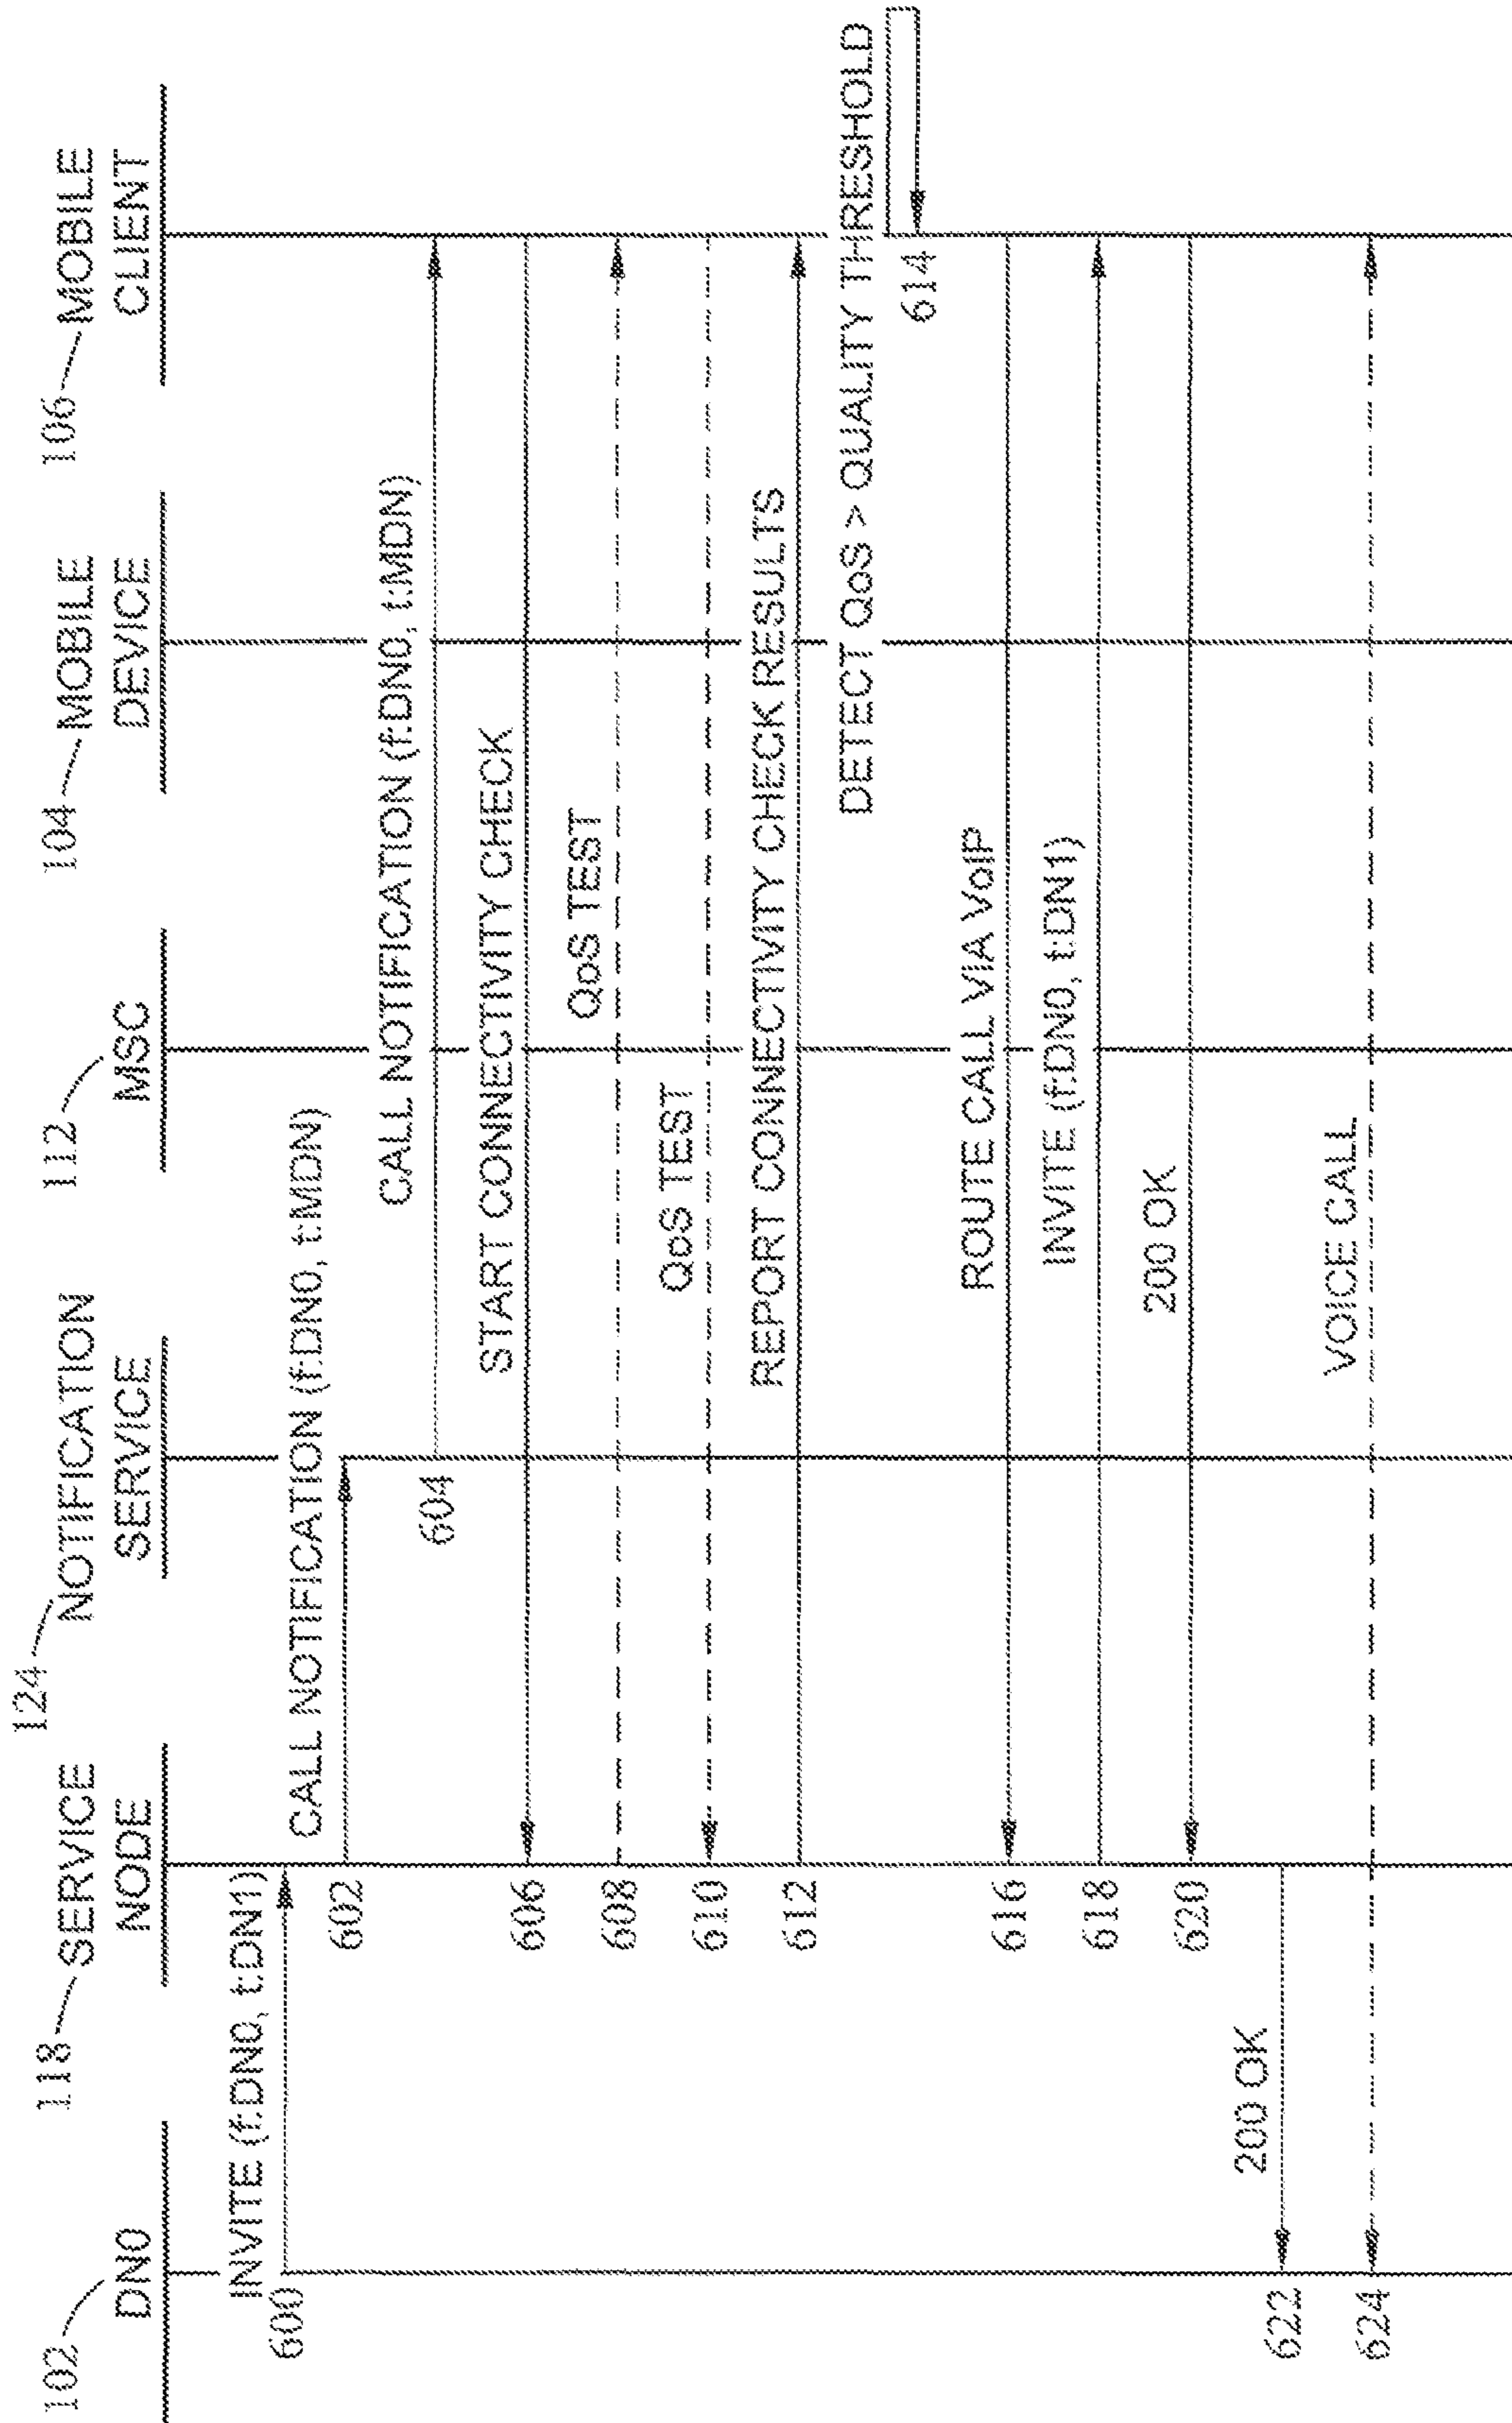 102
DN0
118
SERVICE
NODE
124
NOTIFICATION
SERVICE
112
MSC
104
MOBILE
DEVICE
106
MOBILE
CLIENT
INVITE (f:DN0, t:DN1)
600
CALL NOTIFICATION (f:DN0, t:MDN)
602
CALL NOTIFICATION (f:DN0, t:MDN)
604
START CONNECTIVITY CHECK
606
QoS TEST
608
QoS TEST
610
REPORT CONNECTIVITY CHECK RESULTS
612
DETECT QoS > QUALITY THRESHOLD
614
ROUTE CALL VIA VoIP
616
INVITE (f:DN0, t:DN1)
618
200 OK
620
200 OK
622
VOICE CALL
624